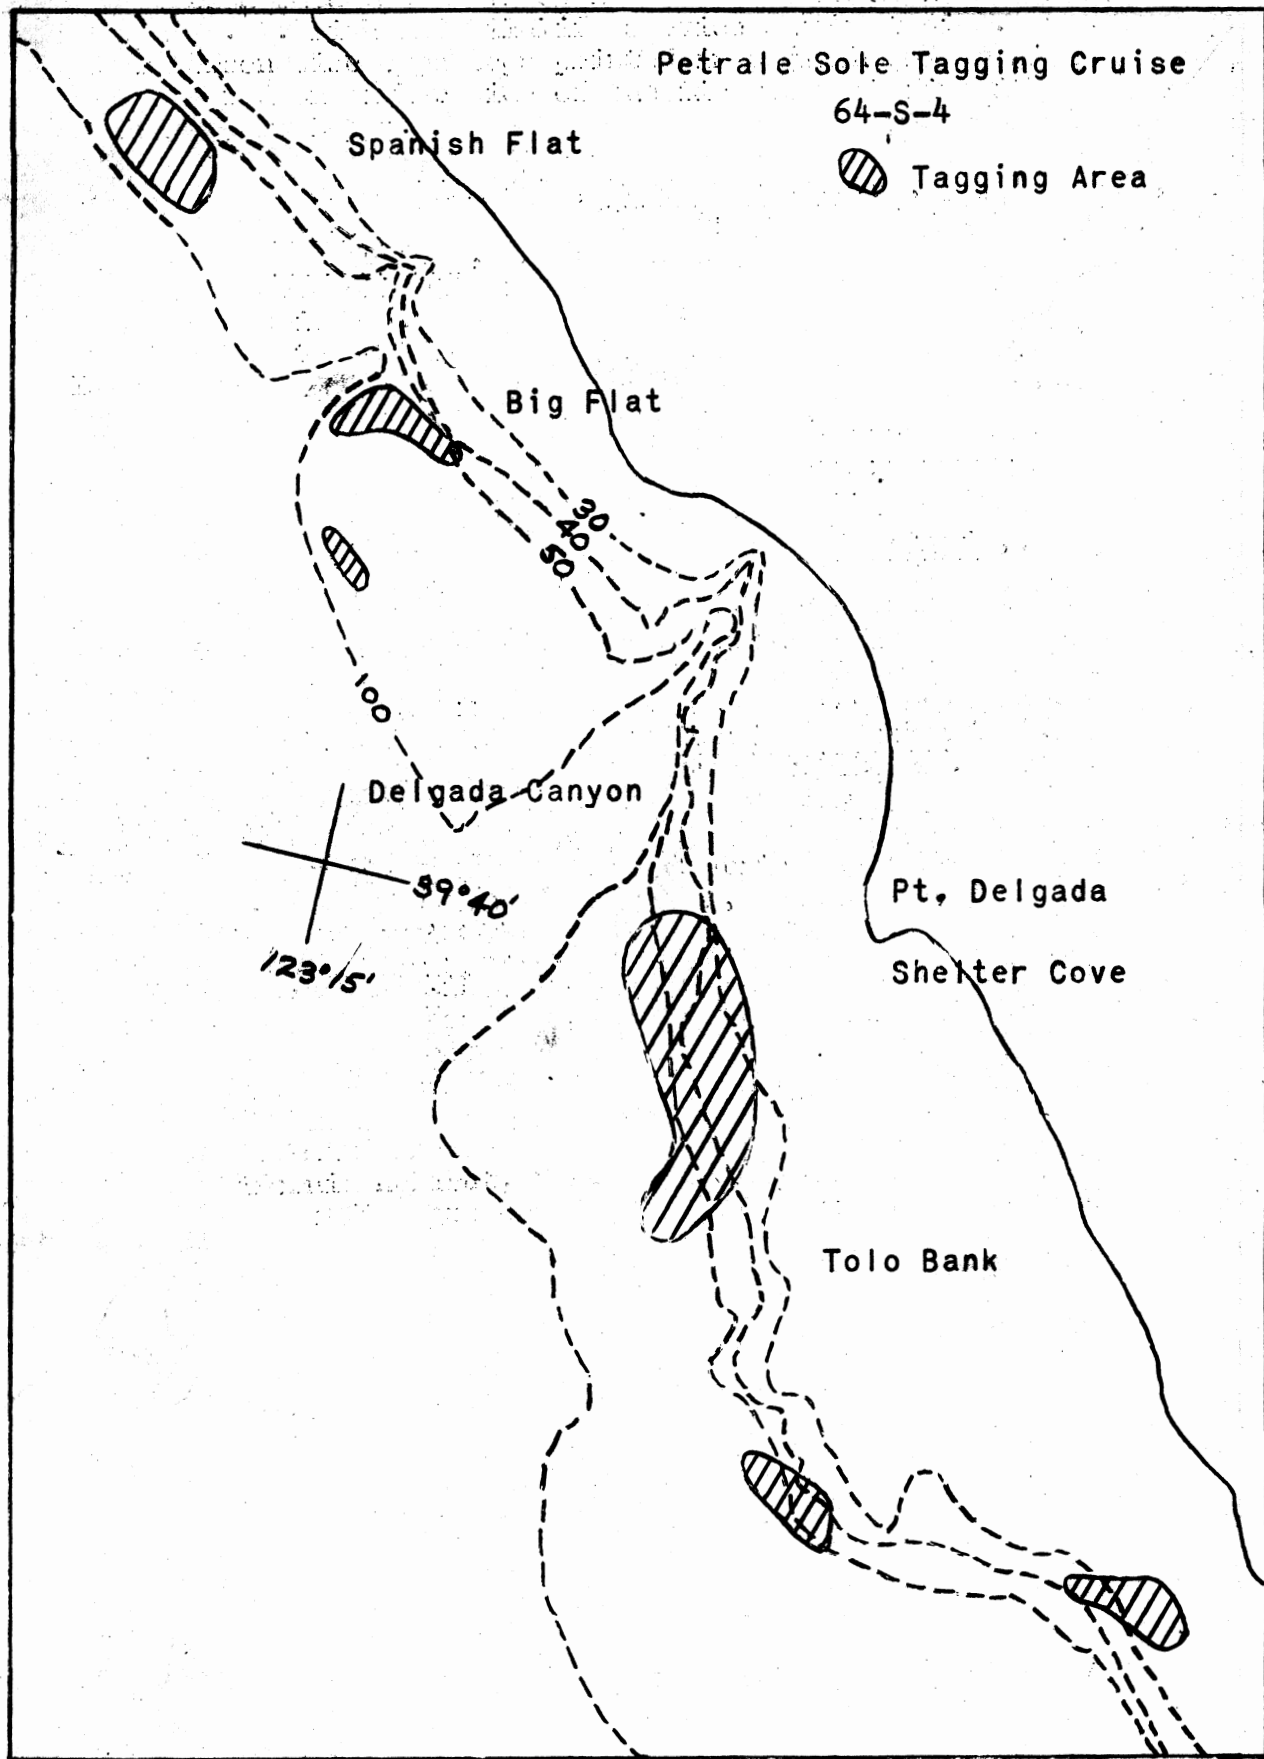 Petrale Sole Tagging Cruise
64-S-4
Tagging Area
Spanish Flat
Big Flat
30
40
50
100
Delgada Canyon
39°40'
123°15'
Pt. Delgada
Shelter Cove
Tolo Bank